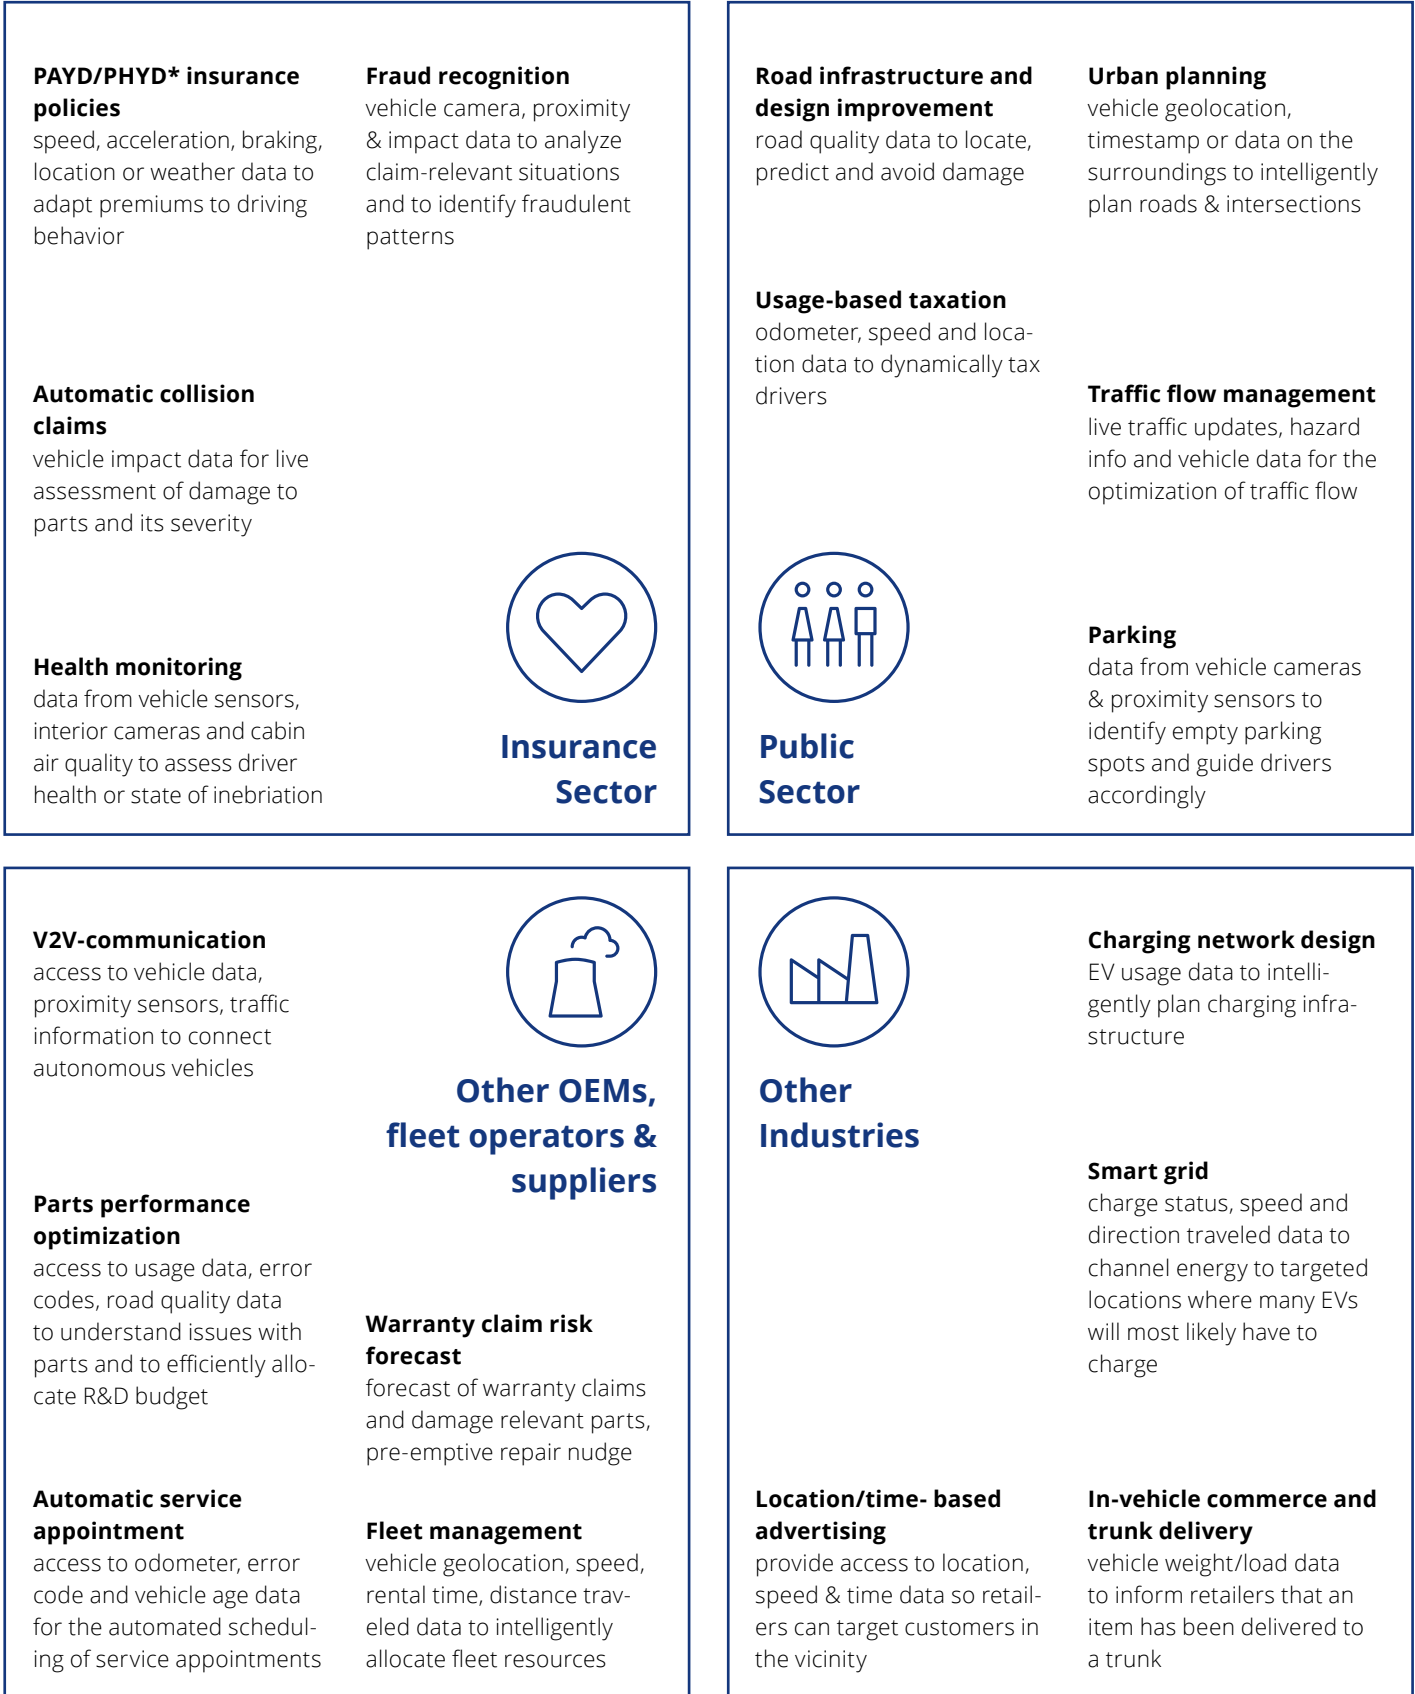 PAYD/PHYD* insurance
policies
speed, acceleration, braking,
location or weather data to
adapt premiums to driving
behavior
Fraud recognition
vehicle camera, proximity
& impact data to analyze
claim-relevant situations
and to identify fraudulent
patterns
Automatic collision
claims
vehicle impact data for live
assessment of damage to
parts and its severity
Health monitoring
data from vehicle sensors,
interior cameras and cabin
air quality to assess driver
health or state of inebriation
Insurance
Sector
Road infrastructure and
design improvement
road quality data to locate,
predict and avoid damage
Urban planning
vehicle geolocation,
timestamp or data on the
surroundings to intelligently
plan roads & intersections
Usage-based taxation
odometer, speed and loca-
tion data to dynamically tax
drivers
Traffic flow management
live traffic updates, hazard
info and vehicle data for the
optimization of traffic flow
Public
Sector
Parking
data from vehicle cameras
& proximity sensors to
identify empty parking
spots and guide drivers
accordingly
V2V-communication
access to vehicle data,
proximity sensors, traffic
information to connect
autonomous vehicles
Other OEMs,
fleet operators &
suppliers
Parts performance
optimization
access to usage data, error
codes, road quality data
to understand issues with
parts and to efficiently allo-
cate R&D budget
Warranty claim risk
forecast
forecast of warranty claims
and damage relevant parts,
pre-emptive repair nudge
Automatic service
appointment
access to odometer, error
code and vehicle age data
for the automated schedul-
ing of service appointments
Fleet management
vehicle geolocation, speed,
rental time, distance trav-
eled data to intelligently
allocate fleet resources
Other
Industries
Charging network design
EV usage data to intelli-
gently plan charging infra-
structure
Smart grid
charge status, speed and
direction traveled data to
channel energy to targeted
locations where many EVs
will most likely have to
charge
Location/time- based
advertising
provide access to location,
speed & time data so retail-
ers can target customers in
the vicinity
In-vehicle commerce and
trunk delivery
vehicle weight/load data
to inform retailers that an
item has been delivered to
a trunk